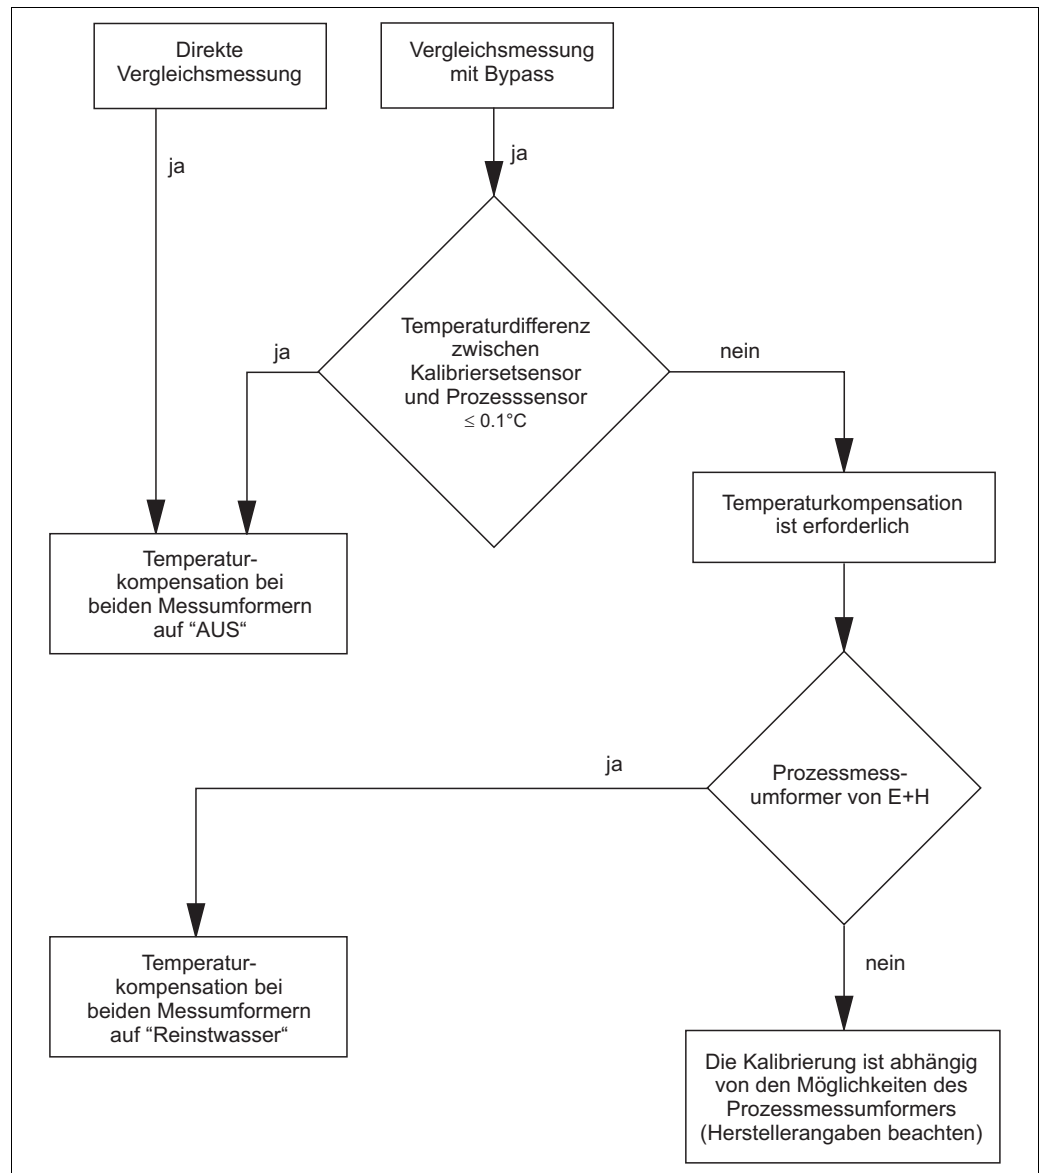 Direkte
Vergleichsmessung
Vergleichsmessung
mit Bypass
ja
ja
Temperaturdifferenz
zwischen
Kalibriersetsensor
und Prozesssensor
≤ 0.1°C
ja
nein
Temperatur-
kompensation bei
beiden Messumformern
auf “AUS“
Temperaturkompensation
ist erforderlich
Prozessmess-
umformer von E+H
ja
nein
Temperatur-
kompensation bei
beiden Messumformern
auf “Reinstwasser“
Die Kalibrierung ist abhängig
von den Möglichkeiten des
Prozessmessumformers
(Herstellerangaben beachten)